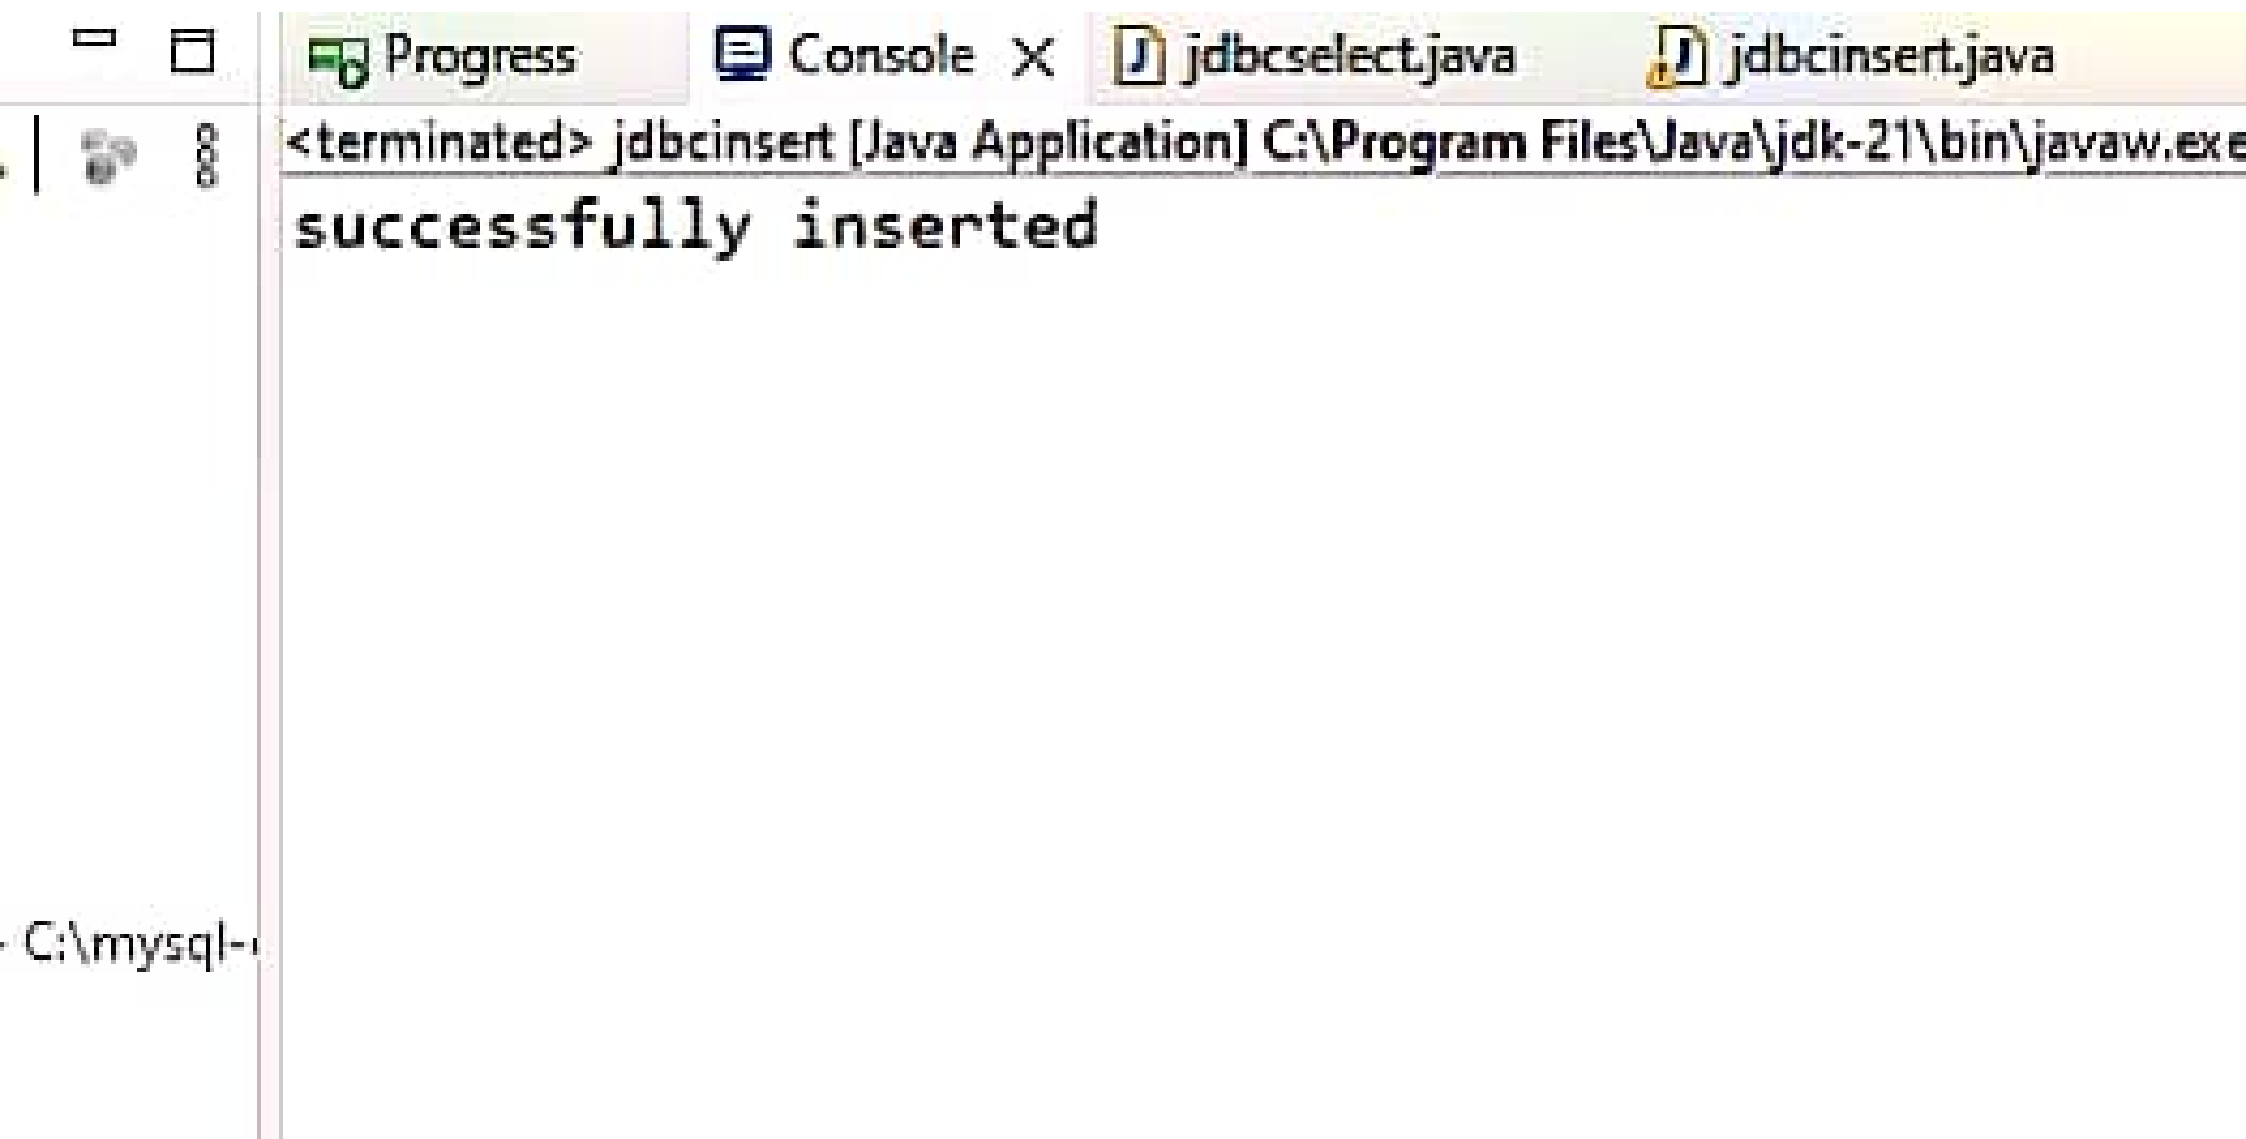 Progress Console jdbcselect.java jdbcinsert.java
<terminated> jdbcinsert [Java Application] C:\Program Files\Java\jdk-21\bin\javaw.exe
successfully inserted
- C:\mysql-